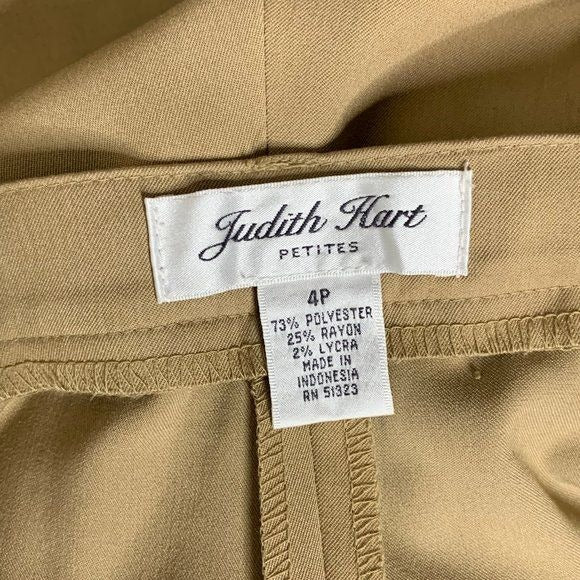 Judith Hart
PETITES
4P
73% POLYESTER
25% RAYON
2% LYCRA
MADE IN
INDONESIA
RN 51323